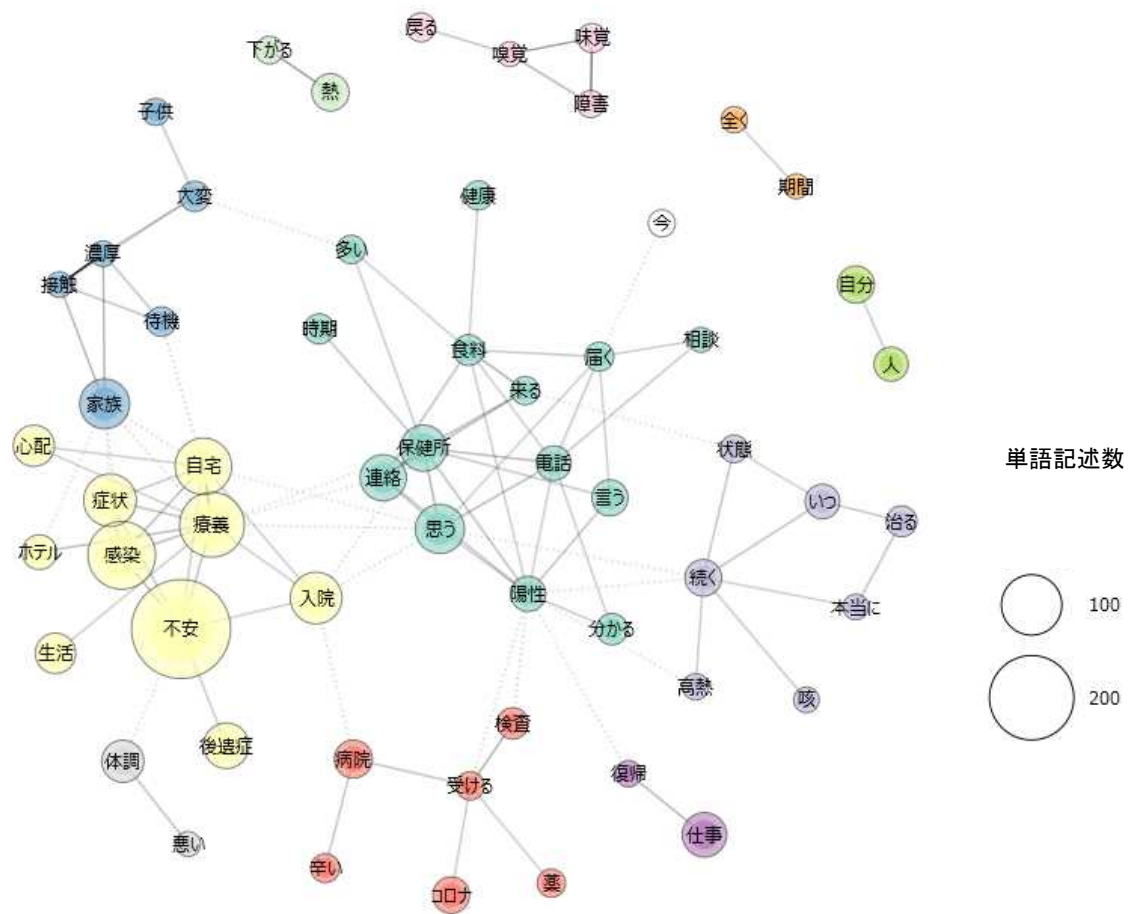 戻る
味覚
下がる
嗅覚
熱
障害
子供
全く
期間
大変
健康
今
多い
濃厚
接触
自分
待機
時期
食料
届く
相談
人
来る
家族
心配
保健所
状態
単語記述数
自宅
電話
連絡
症状
言う
いつ
療養
治る
思う
ホテル
感染
続く
陽性
入院
100
本当に
不安
分かる
生活
高熱
200
咳
検査
後遺症
体調
病院
復帰
受ける
仕事
悪い
辛い
薬
コロナ